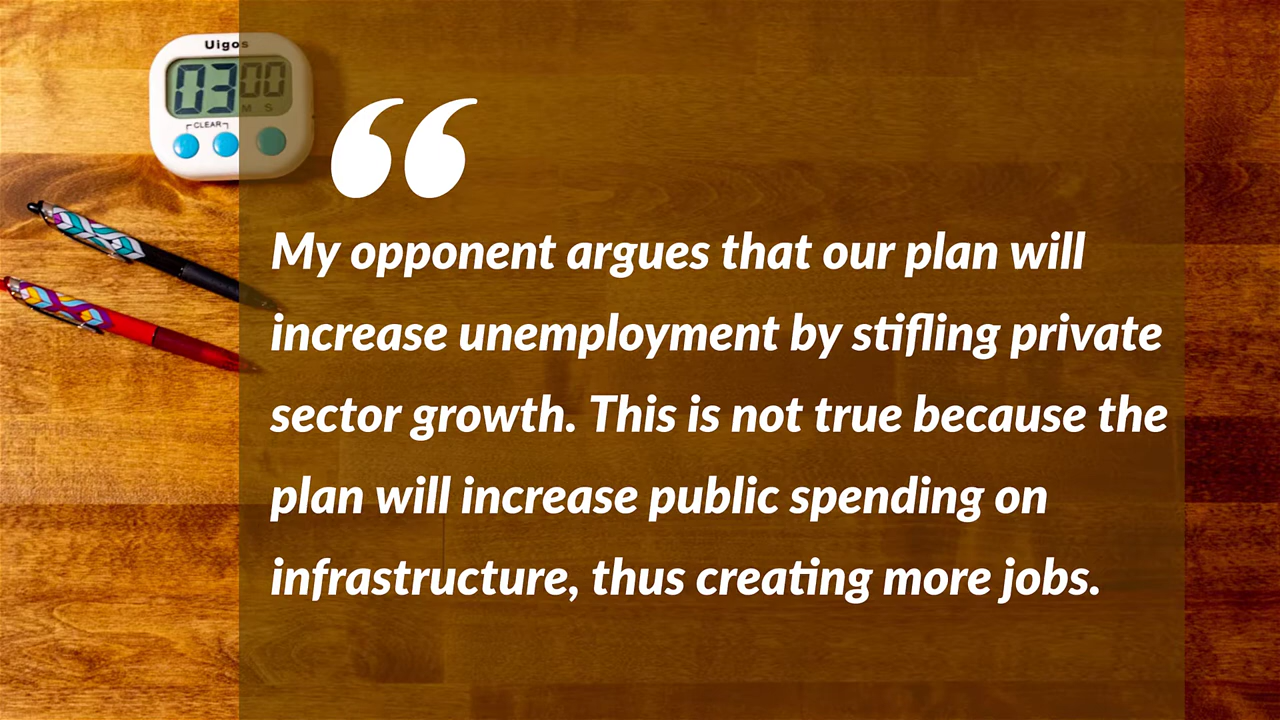 Uigos
03 00
M S
CLEAR
“
My opponent argues that our plan will
increase unemployment by stifling private
sector growth. This is not true because the
plan will increase public spending on
infrastructure, thus creating more jobs.